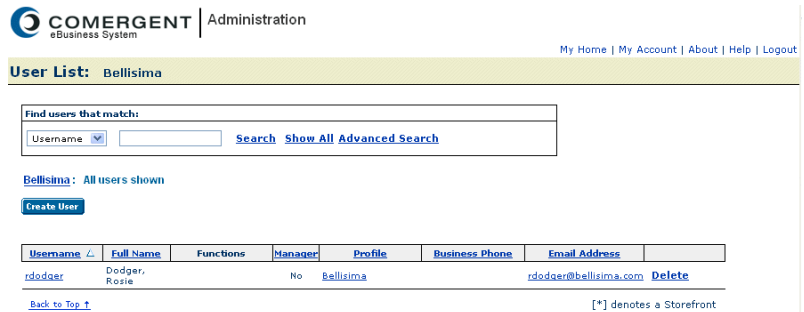 COMERGENT Administration
eBusiness System
My Home | My Account | About | Help | Logout
User List: Bellisima
Find users that match:
Username Search Show All Advanced Search
Bellisima: All users shown
Create User
Username Full Name Functions Manager Profile Business Phone Email Address
rdodger Dodger, Rosie No Bellisima rdodger@bellisima.com Delete
Back to Top ↑ [*] denotes a Storefront